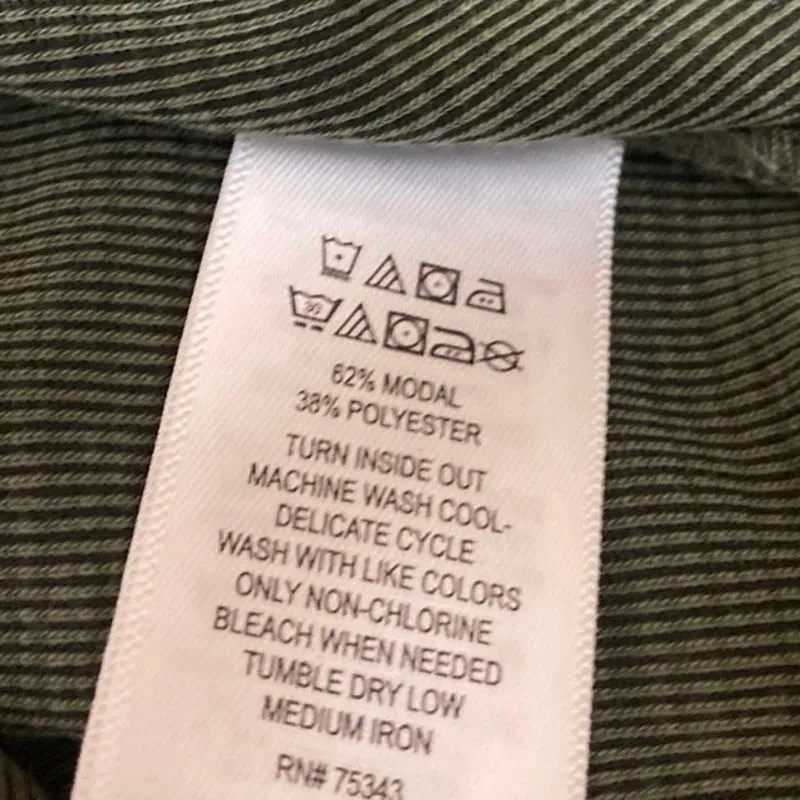 30
62% MODAL
38% POLYESTER
TURN INSIDE OUT
MACHINE WASH COOL-
DELICATE CYCLE
WASH WITH LIKE COLORS
ONLY NON-CHLORINE
BLEACH WHEN NEEDED
TUMBLE DRY LOW
MEDIUM IRON
RN# 75343